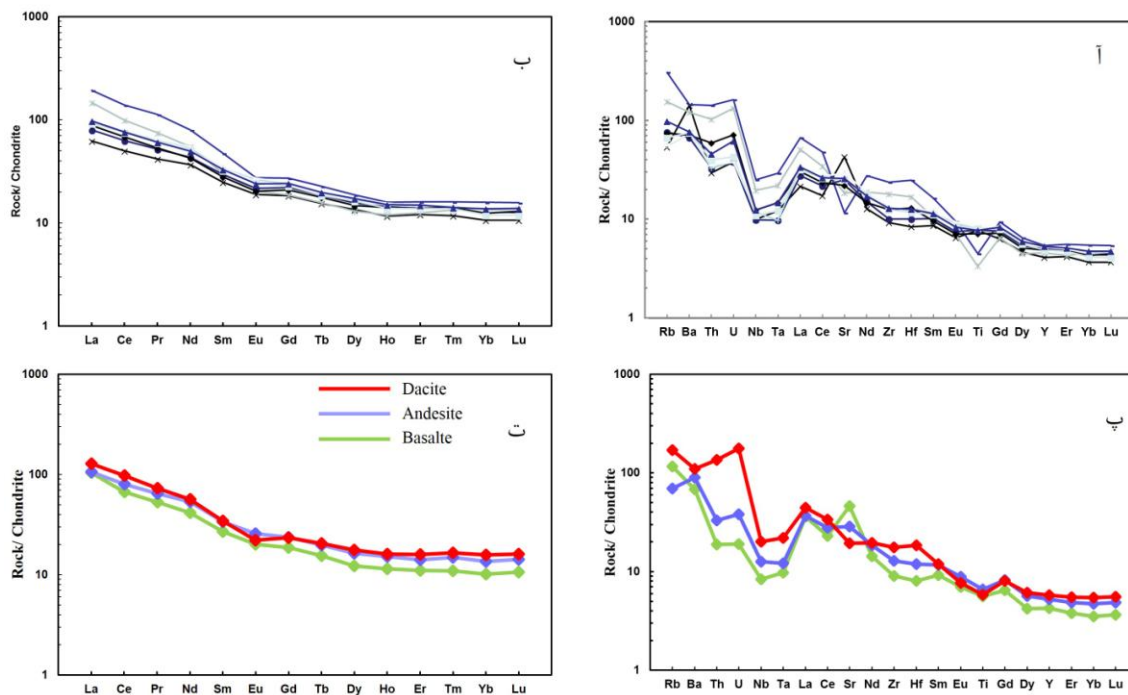 1000
100
10
1
Rock/ Chondrite
ب
La Ce Pr Nd Sm Eu Gd Tb Dy Ho Er Tm Yb Lu
1000
100
10
1
Rock/ Chondrite
آ
Rb Ba Th U Nb Ta La Ce Sr Nd Zr Hf Sm Eu Ti Gd Dy Y Er Yb Lu
1000
100
10
1
Rock/ Chondrite
Dacite
Andesite
Basalte
ت
La Ce Pr Nd Sm Eu Gd Tb Dy Ho Er Tm Yb Lu
1000
100
10
1
Rock/ Chondrite
پ
Rb Ba Th U Nb Ta La Ce Sr Nd Zr Hf Sm Eu Ti Gd Dy Y Er Yb Lu